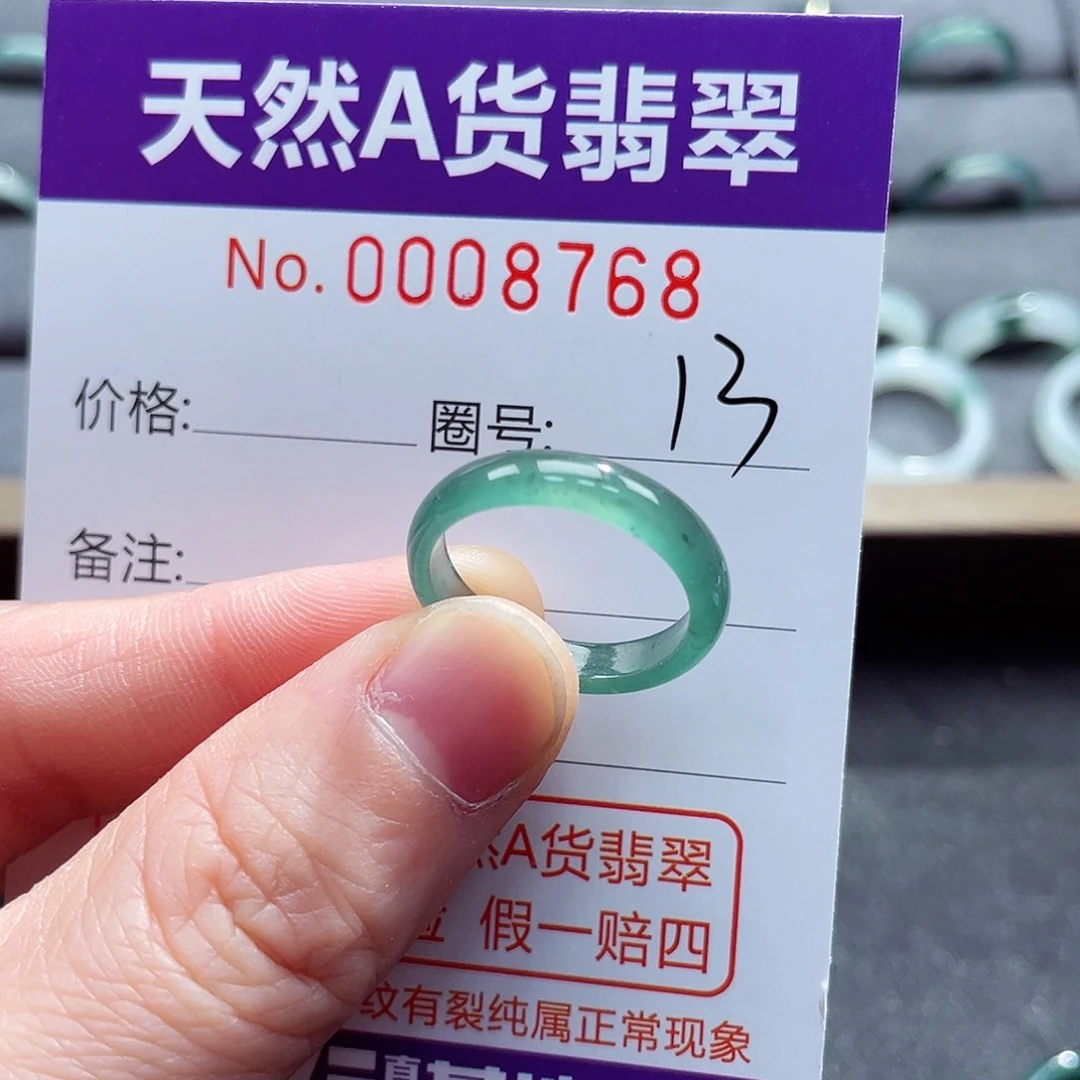 天然A货翡翠
No. 0008768
价格: 圈号: 13
备注:
然A货翡翠
假一赔四
纹有裂纯属正常现象